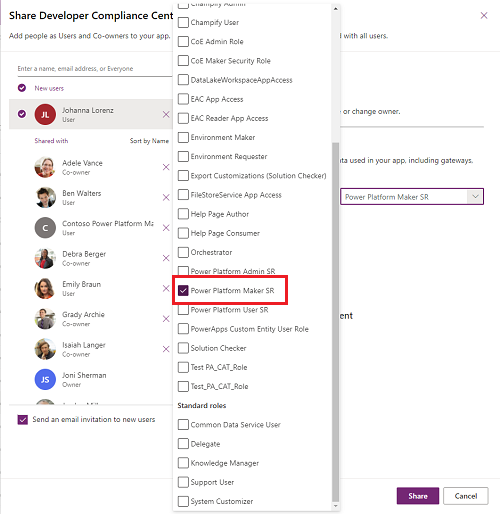 Share Developer Compliance Cent
Add people as Users and Co-owners to your app.
d with all users.
Enter a name, email address, or Everyone
New users
JL
Johanna Lorenz
User
Shared with
Sort by Name
Adele Vance
Co-owner
Ben Walters
User
C
Contoso Power Platform Ma
User
Debra Berger
Co-owner
Emily Braun
User
Grady Archie
Co-owner
Isaiah Langer
Co-owner
JS
Joni Sherman
Owner
Send an email invitation to new users
Champify User
CoE Admin Role
CoE Maker Security Role
DataLakeWorkspaceAppAccess
EAC App Access
EAC Reader App Access
Environment Maker
Environment Requester
Export Customizations (Solution Checker)
FileStoreService App Access
Help Page Author
Help Page Consumer
Orchestrator
Power Platform Admin SR
Power Platform Maker SR
Power Platform User SR
PowerApps Custom Entity User Role
Solution Checker
Test PA_CAT_Role
Test_PA_CAT_Role
Standard roles
Common Data Service User
Delegate
Knowledge Manager
Support User
System Customizer
e or change owner.
ata used in your app, including gateways,
Power Platform Maker SR
ent
Share
Cancel